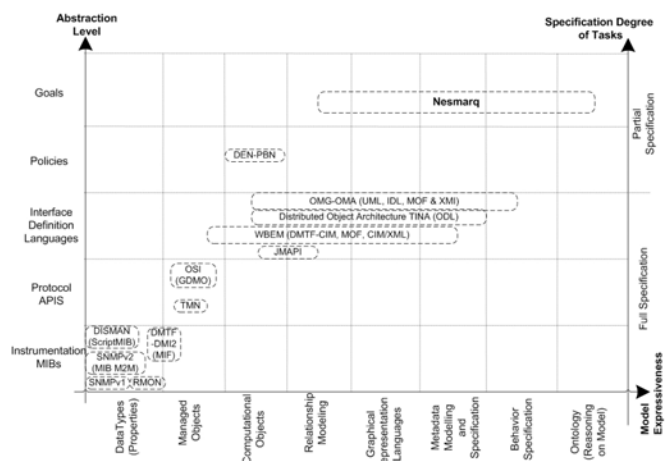 Abstraction
Level
Specification Degree
of Tasks
Goals
Nesmarq
Partial
Specification
Policies
DEN-PBN
Interface
Definition
Languages
OMG-OMA (UML, IDL, MOF & XMI)
Distributed Object Architecture TINA (ODL)
WBEM (DMTF-CIM, MOF, CIM/XML)
JMAPI
Full Specification
Protocol
APIS
OSI
(GDMO)
TMN
Instrumentation
MIBs
DISMAN
(ScriptMIB)
DMTF
-DMI2
(MIF)
SNMPv2
(MIB M2M)
SNMPv1
RMON
DataTypes
(Properties)
Managed
Objects
Computational
Objects
Relationship
Modeling
Graphical
Representation
Languages
Metadata
Modelling
and
Specification
Behavior
Specification
Ontology
(Reasoning
on Model)
Model
Expressiveness